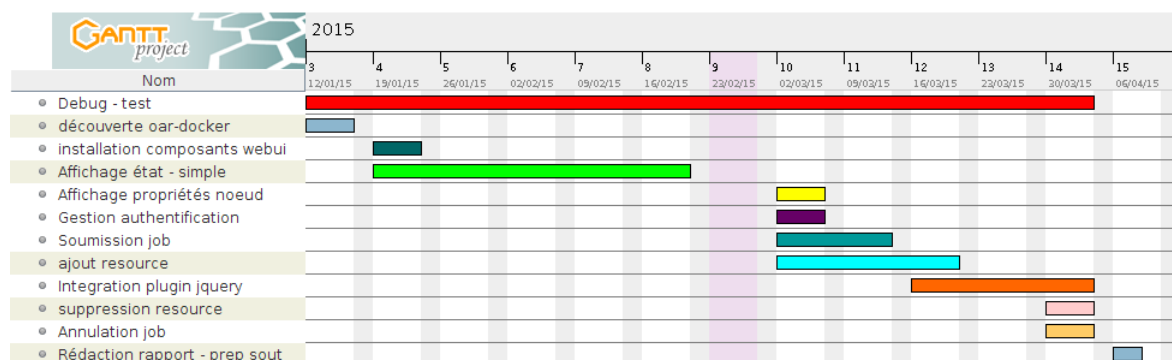 GANTT
project
2015
3 4 5 6 7 8 9 10 11 12 13 14 15
Nom
12/01/15 19/01/15 26/01/15 02/02/15 09/02/15 16/02/15 23/02/15 02/03/15 09/03/15 16/03/15 23/03/15 30/03/15 06/04/15
Debug - test
découverte oar-docker
installation composants webui
Affichage état - simple
Affichage propriétés noeud
Gestion authentification
Soumission job
ajout resource
Integration plugin jquery
suppression resource
Annulation job
Rédaction rapport - prep sout